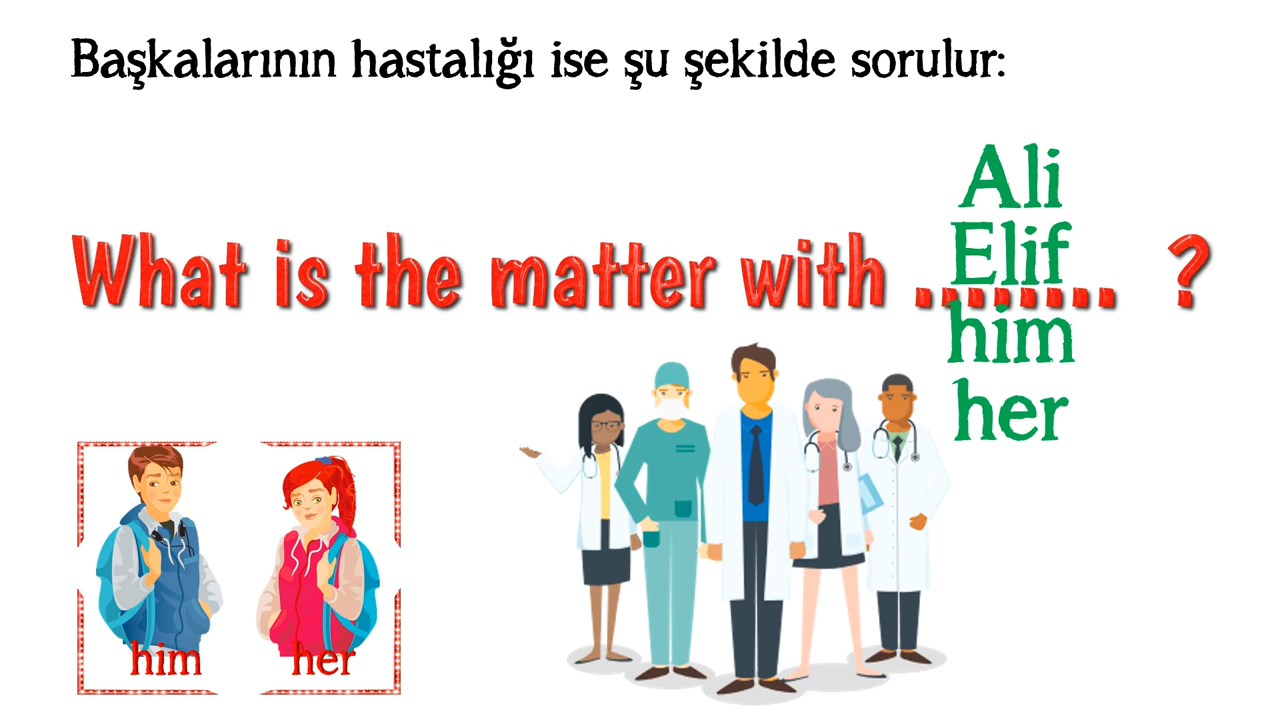 Başkalarının hastalığı ise şu şekilde sorulur:
What is the matter with ......... ?
Ali
Elif
him
her
him
her